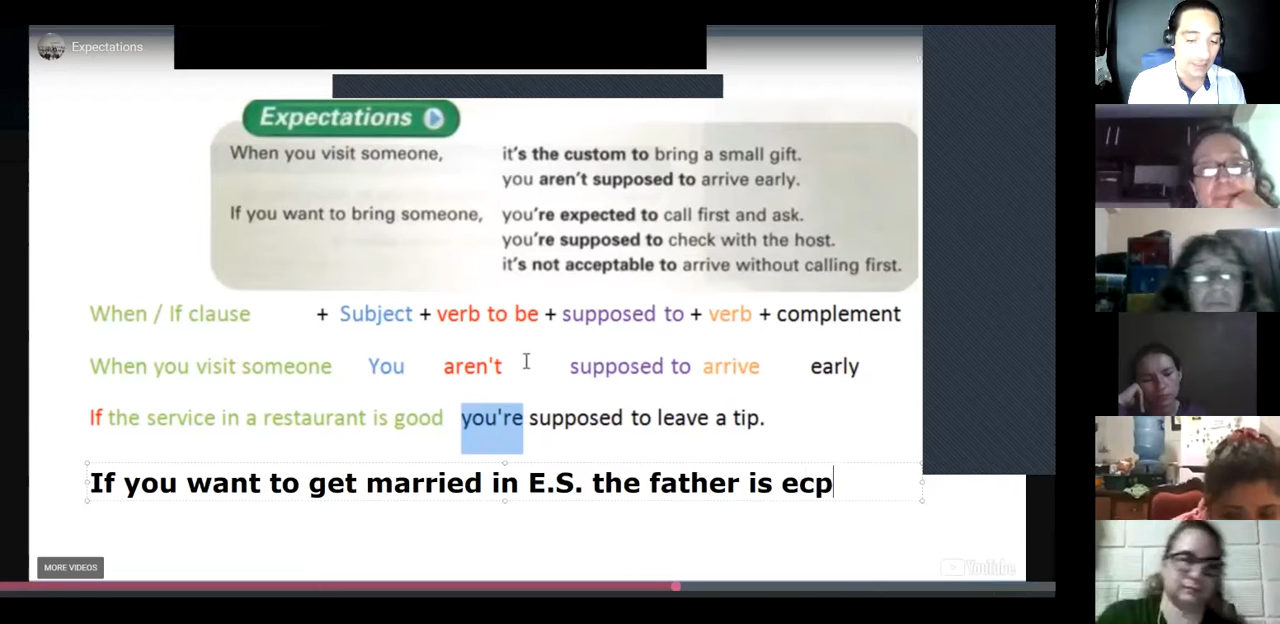 Expectations
Expectations
When you visit someone, it's the custom to bring a small gift.
you aren't supposed to arrive early.
If you want to bring someone, you're expected to call first and ask.
you're supposed to check with the host.
it's not acceptable to arrive without calling first.
When / If clause + Subject + verb to be + supposed to + verb + complement
When you visit someone You aren't supposed to arrive early
If the service in a restaurant is good you're supposed to leave a tip.
If you want to get married in E.S. the father is ecp
MORE VIDEOS
YouTube